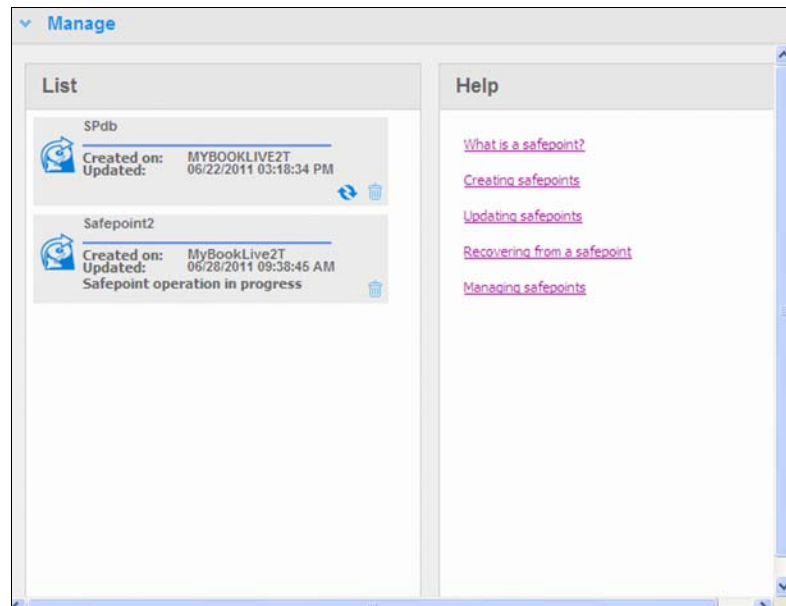 Manage
List
SPdb
Created on: MYBOOKLIVE2T
Updated: 06/22/2011 03:18:34 PM
Safepoint2
Created on: MyBookLive2T
Updated: 06/28/2011 09:38:45 AM
Safepoint operation in progress
Help
What is a safepoint?
Creating safepoints
Updating safepoints
Recovering from a safepoint
Managing safepoints